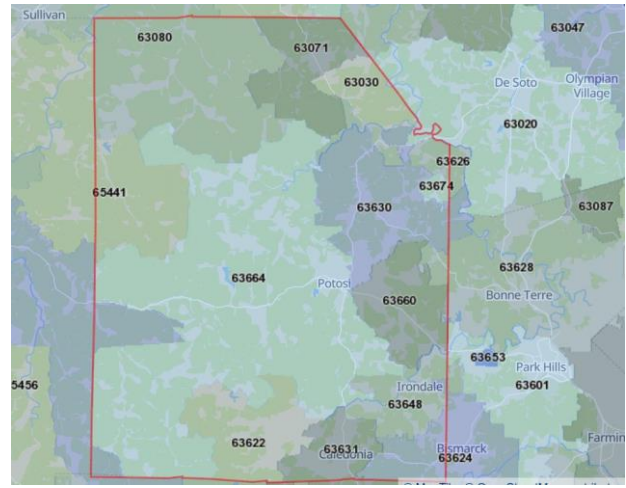 Sullivan
63080
63071
63047
63030
De Soto
Olympian
Village
63020
63626
65441
63674
63630
63087
63664
Potosi
63628
Bonne Terre
63660
63653
Park Hills
5456
Irondale
63601
63648
63622
63631
Caledonia
Bismarck
63624
Farmin